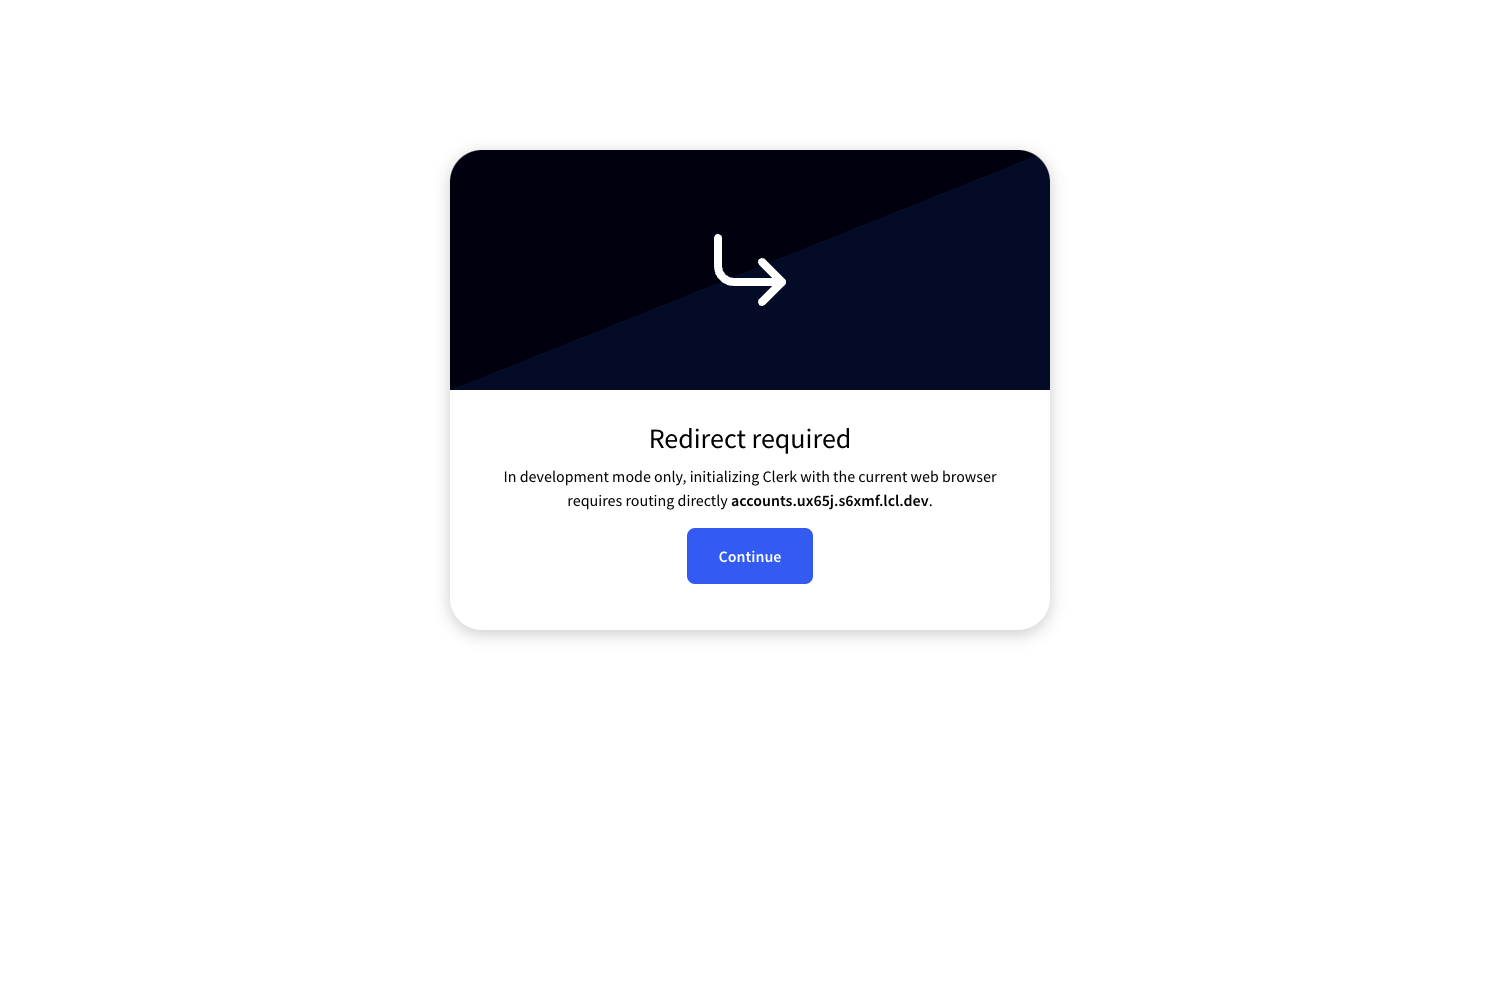 Redirect required
In development mode only, initializing Clerk with the current web browser
requires routing directly accounts.ux65j.s6xmf.lcl.dev.
Continue